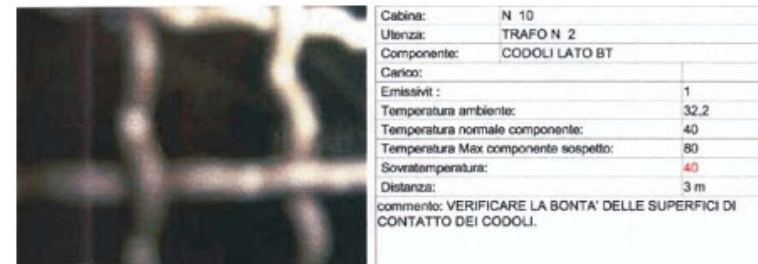 Cabina: N 10
Utenza: TRAFO N 2
Componente: CODOLI LATO BT
Carico:
Emissivit : 1
Temperatura ambiente: 32,2
Temperatura normale componente: 40
Temperatura Max componente sospetto: 80
Sovratemperatura: 40
Distanza: 3 m
commento: VERIFICARE LA BONTA' DELLE SUPERFICI DI
CONTATTO DEI CODOLI.